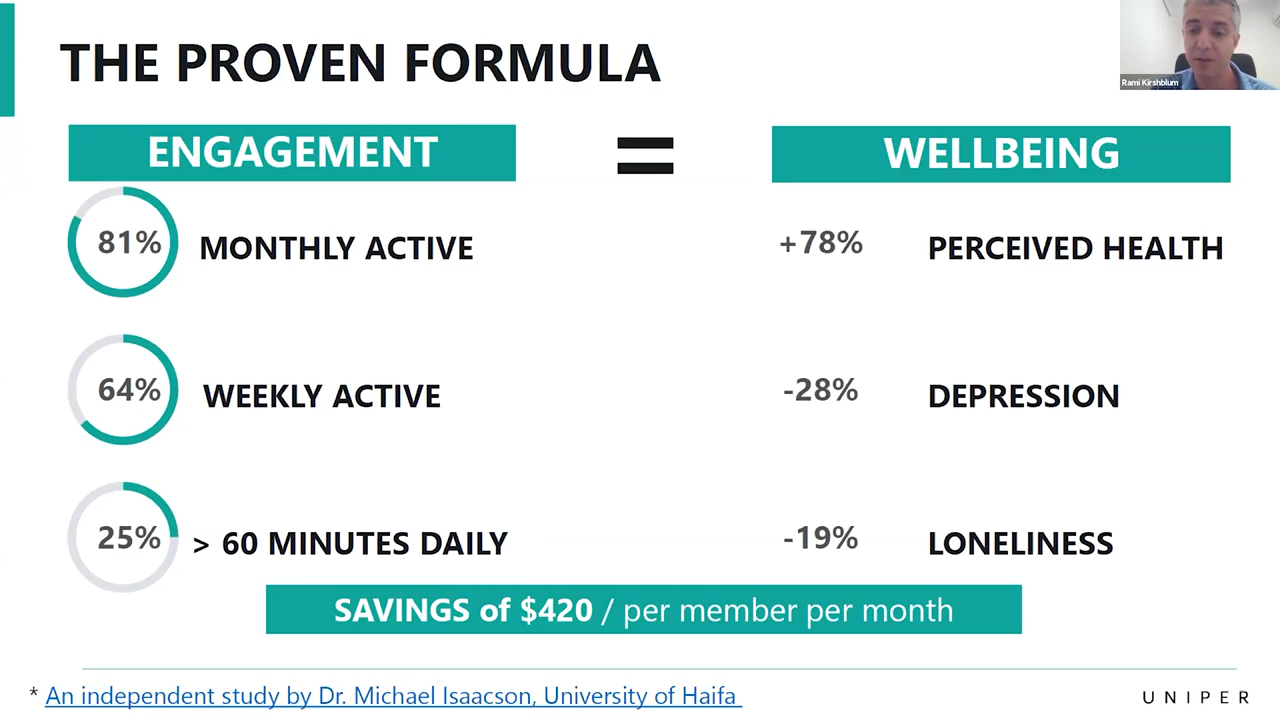 THE PROVEN FORMULA
Rami Kirshblum
ENGAGEMENT = WELLBEING
81% MONTHLY ACTIVE +78% PERCEIVED HEALTH
64% WEEKLY ACTIVE -28% DEPRESSION
25% > 60 MINUTES DAILY -19% LONELINESS
SAVINGS of $420 / per member per month
* An independent study by Dr. Michael Isaacson, University of Haifa
UNIPER